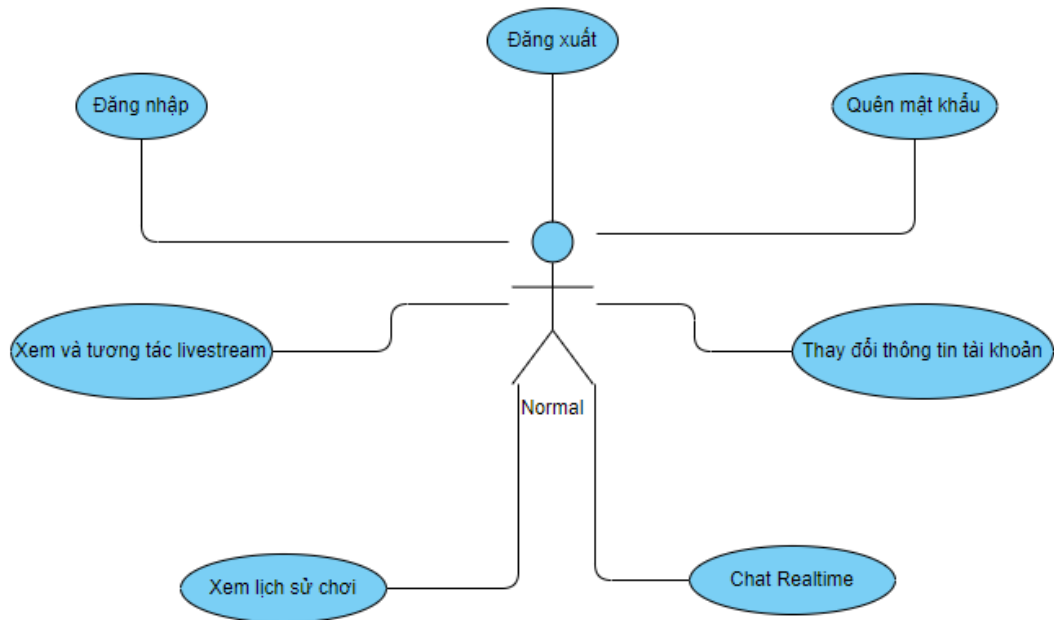 Đăng xuất
Đăng nhập
Quên mật khẩu
Xem và tương tác livestream
Thay đổi thông tin tài khoản
Normal
Xem lịch sử chơi
Chat Realtime